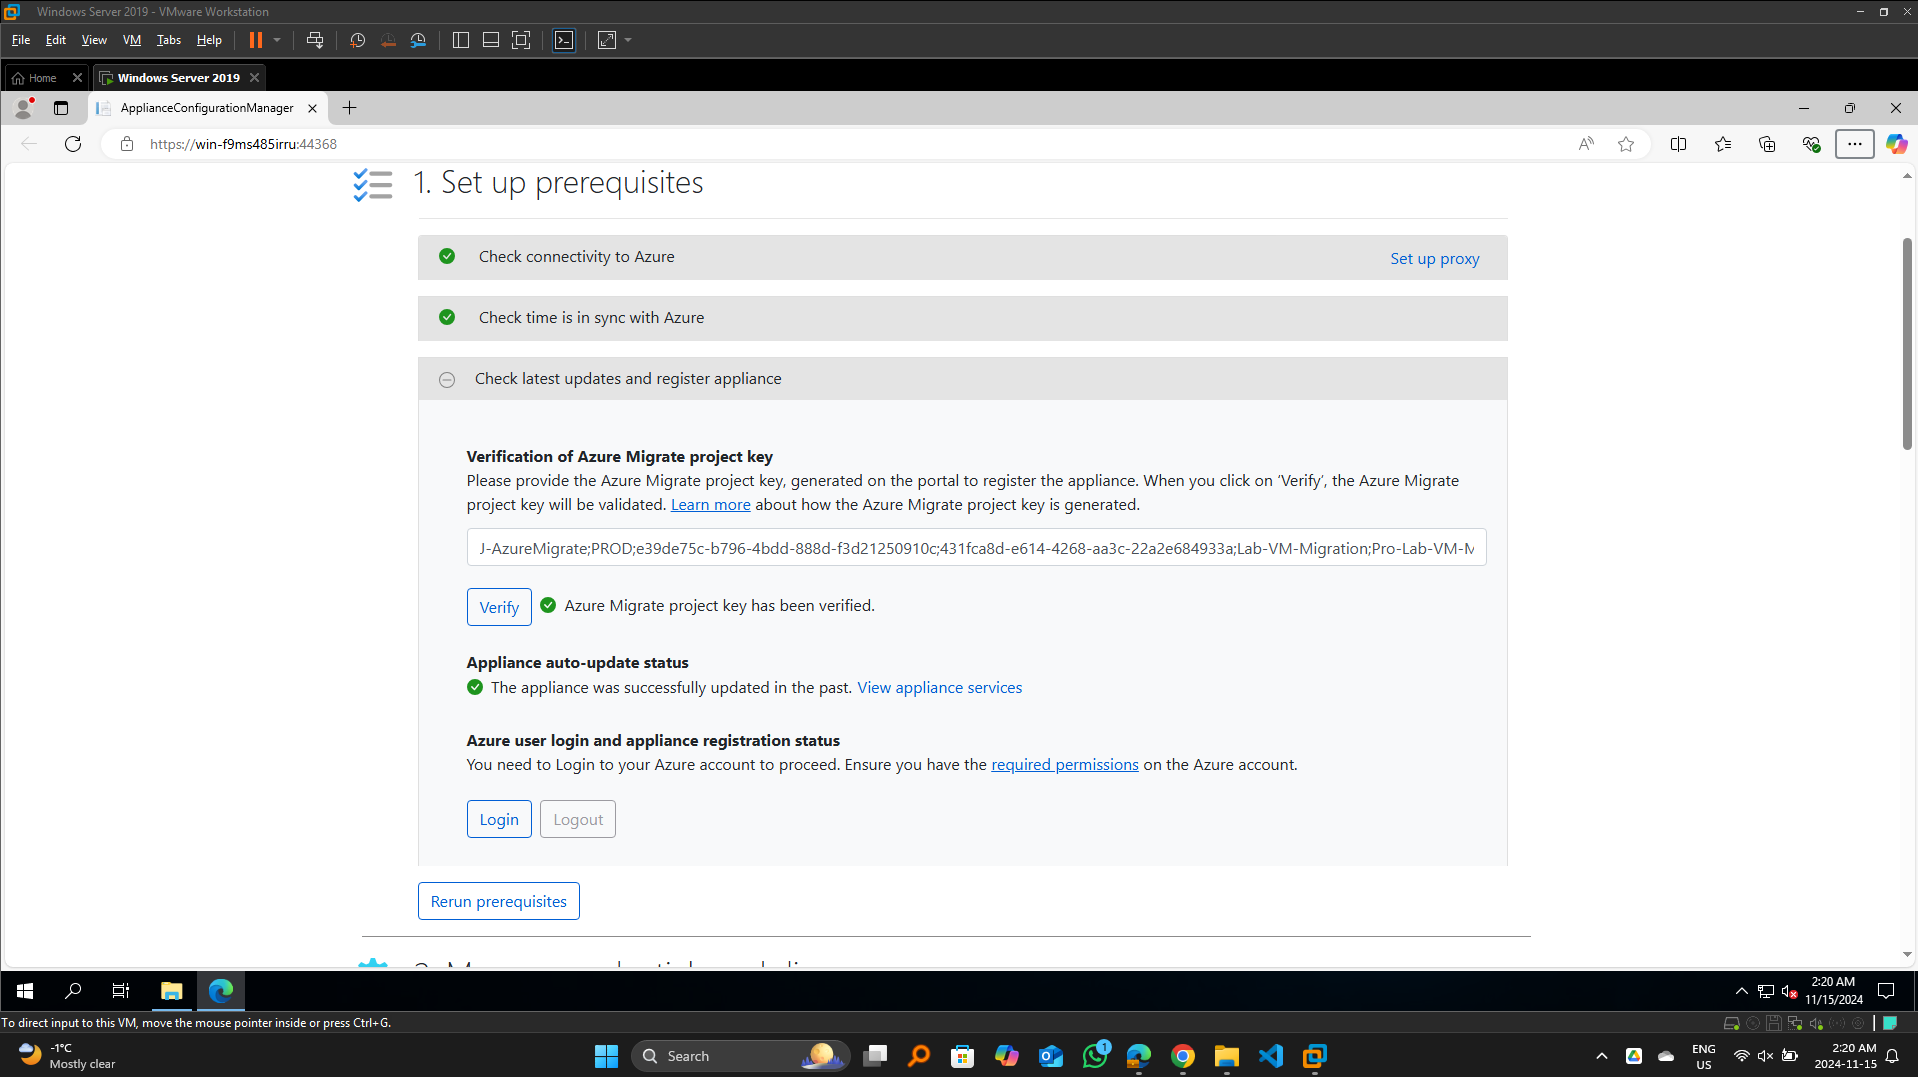 Windows Server 2019 - VMware Workstation
File Edit View VM Tabs Help
Home
Windows Server 2019
ApplianceConfigurationManager
https://win-f9ms485irru:44368
1. Set up prerequisites
Check connectivity to Azure
Set up proxy
Check time is in sync with Azure
Check latest updates and register appliance
Verification of Azure Migrate project key
Please provide the Azure Migrate project key, generated on the portal to register the appliance. When you click on ‘Verify’, the Azure Migrate
project key will be validated. Learn more about how the Azure Migrate project key is generated.
J-AzureMigrate;PROD;e39de75c-b796-4bdd-888d-f3d21250910c;431fca8d-e614-4268-aa3c-22a2e684933a;Lab-VM-Migration;Pro-Lab-VM-M
Verify
Azure Migrate project key has been verified.
Appliance auto-update status
The appliance was successfully updated in the past. View appliance services
Azure user login and appliance registration status
You need to Login to your Azure account to proceed. Ensure you have the required permissions on the Azure account.
Login
Logout
Rerun prerequisites
2:20 AM
11/15/2024
To direct input to this VM, move the mouse pointer inside or press Ctrl+G.
-1°C
Mostly clear
Search
1
ENG
US
2:20 AM
2024-11-15